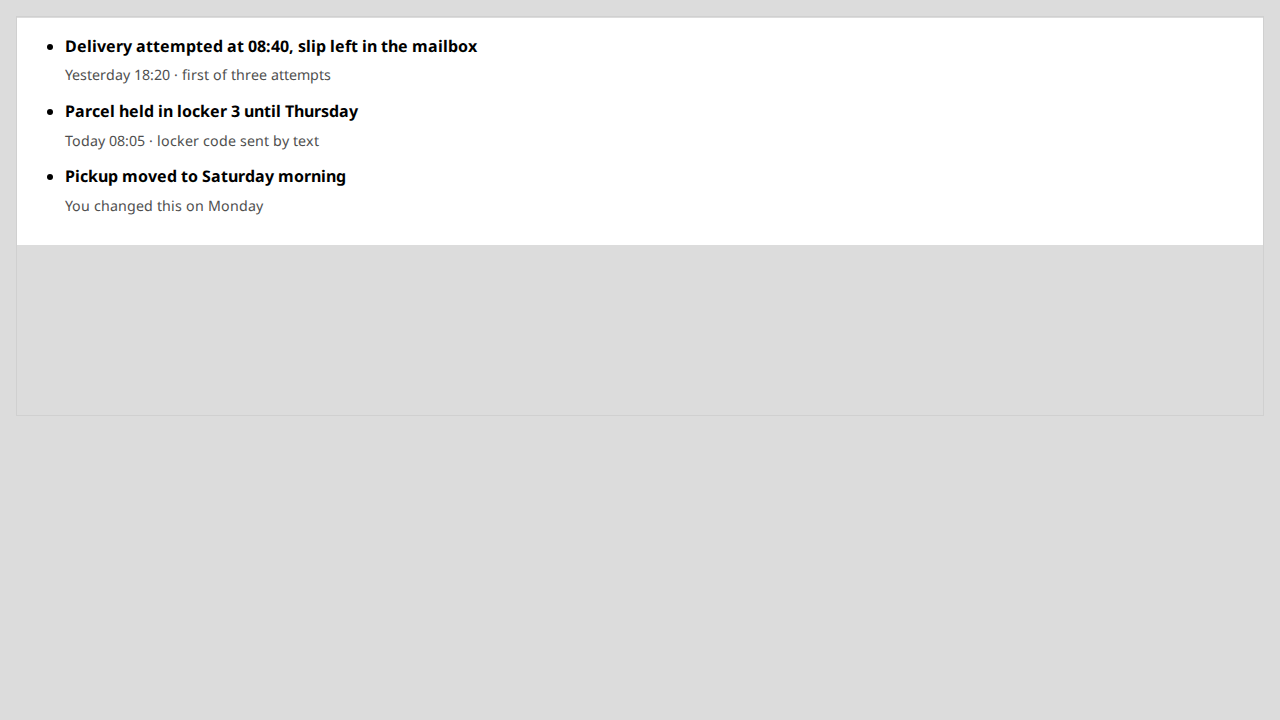 Delivery attempted at 08:40, slip left in the mailbox
Yesterday 18:20 · first of three attempts
Parcel held in locker 3 until Thursday
Today 08:05 · locker code sent by text
Pickup moved to Saturday morning
You changed this on Monday